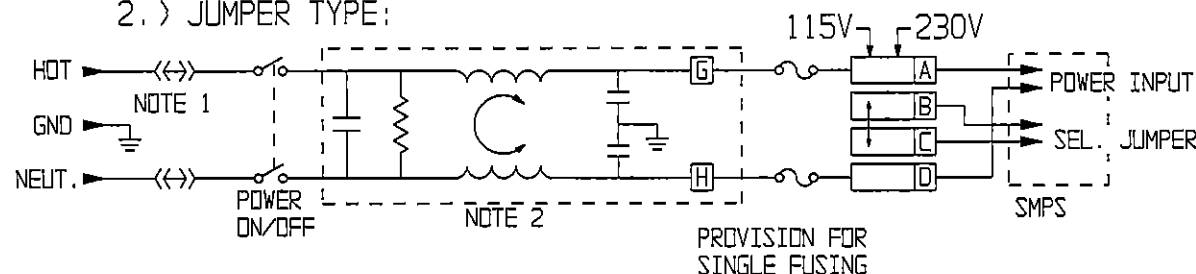 2.) JUMPER TYPE:
115V
230V
HOT
NOTE 1
GND
NEUT.
POWER
ON/OFF
NOTE 2
G
H
PROVISION FOR
SINGLE FUSING
A
B
C
D
POWER INPUT
SEL. JUMPER
SMPS